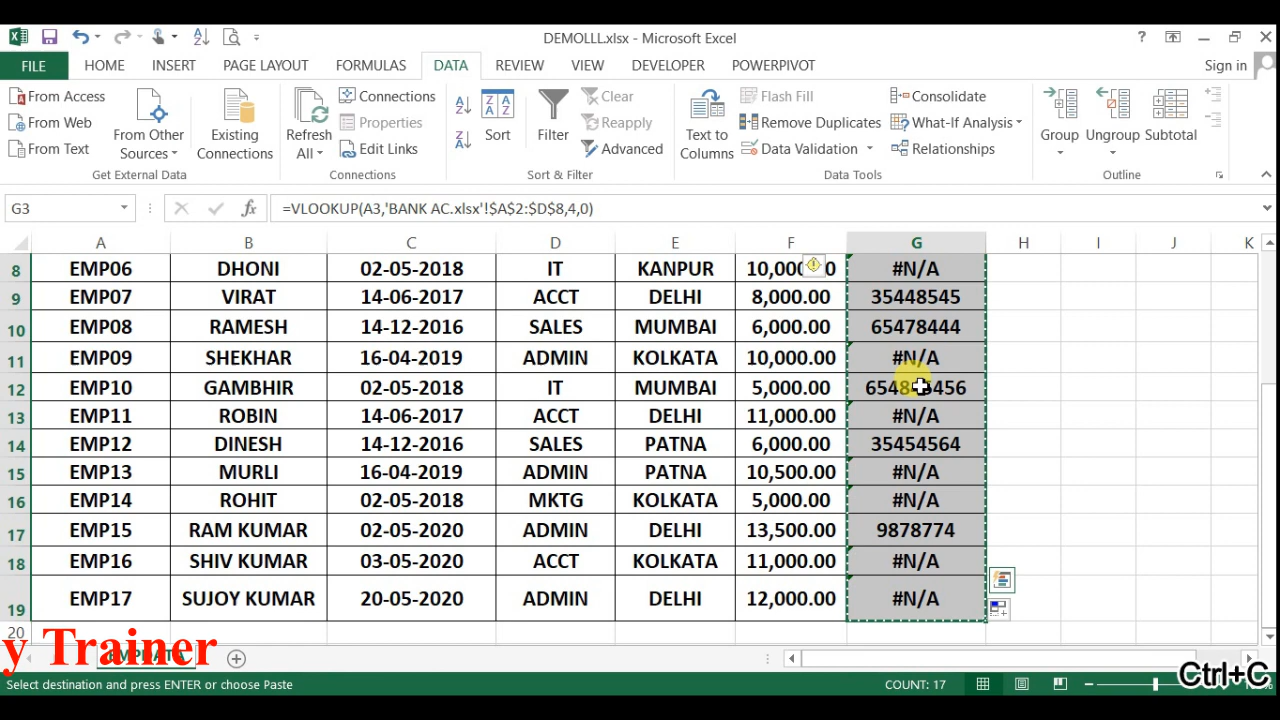 DEMOLLL.xlsx - Microsoft Excel
FILE HOME INSERT PAGE LAYOUT FORMULAS DATA REVIEW VIEW DEVELOPER POWERPIVOT Sign in
From Access
From Web
From Text
From Other Sources
Existing Connections
Get External Data
Refresh All
Connections
Properties
Edit Links
Connections
Sort
Filter
Clear
Reapply
Advanced
Sort & Filter
Text to Columns
Flash Fill
Remove Duplicates
Data Validation
Consolidate
What-If Analysis
Relationships
Data Tools
Group
Ungroup
Subtotal
Outline
G3 fx =VLOOKUP(A3,'BANK AC.xlsx'!$A$2:$D$8,4,0)
A B C D E F G H I J K
8 EMP06 DHONI 02-05-2018 IT KANPUR #N/A
9 EMP07 VIRAT 14-06-2017 ACCT DELHI 8,000.00 35448545
10 EMP08 RAMESH 14-12-2016 SALES MUMBAI 6,000.00 65478444
11 EMP09 SHEKHAR 16-04-2019 ADMIN KOLKATA 10,000.00 #N/A
12 EMP10 GAMBHIR 02-05-2018 IT MUMBAI 5,000.00
13 EMP11 ROBIN 14-06-2017 ACCT DELHI 11,000.00 #N/A
14 EMP12 DINESH 14-12-2016 SALES PATNA 6,000.00 35454564
15 EMP13 MURLI 16-04-2019 ADMIN PATNA 10,500.00 #N/A
16 EMP14 ROHIT 02-05-2018 MKTG KOLKATA 5,000.00 #N/A
17 EMP15 RAM KUMAR 02-05-2020 ADMIN DELHI 13,500.00 9878774
18 EMP16 SHIV KUMAR 03-05-2020 ACCT KOLKATA 11,000.00 #N/A
19 EMP17 SUJOY KUMAR 20-05-2020 ADMIN DELHI 12,000.00 #N/A
20
y Trainer
Ctrl+C
Select destination and press ENTER or choose Paste COUNT: 17